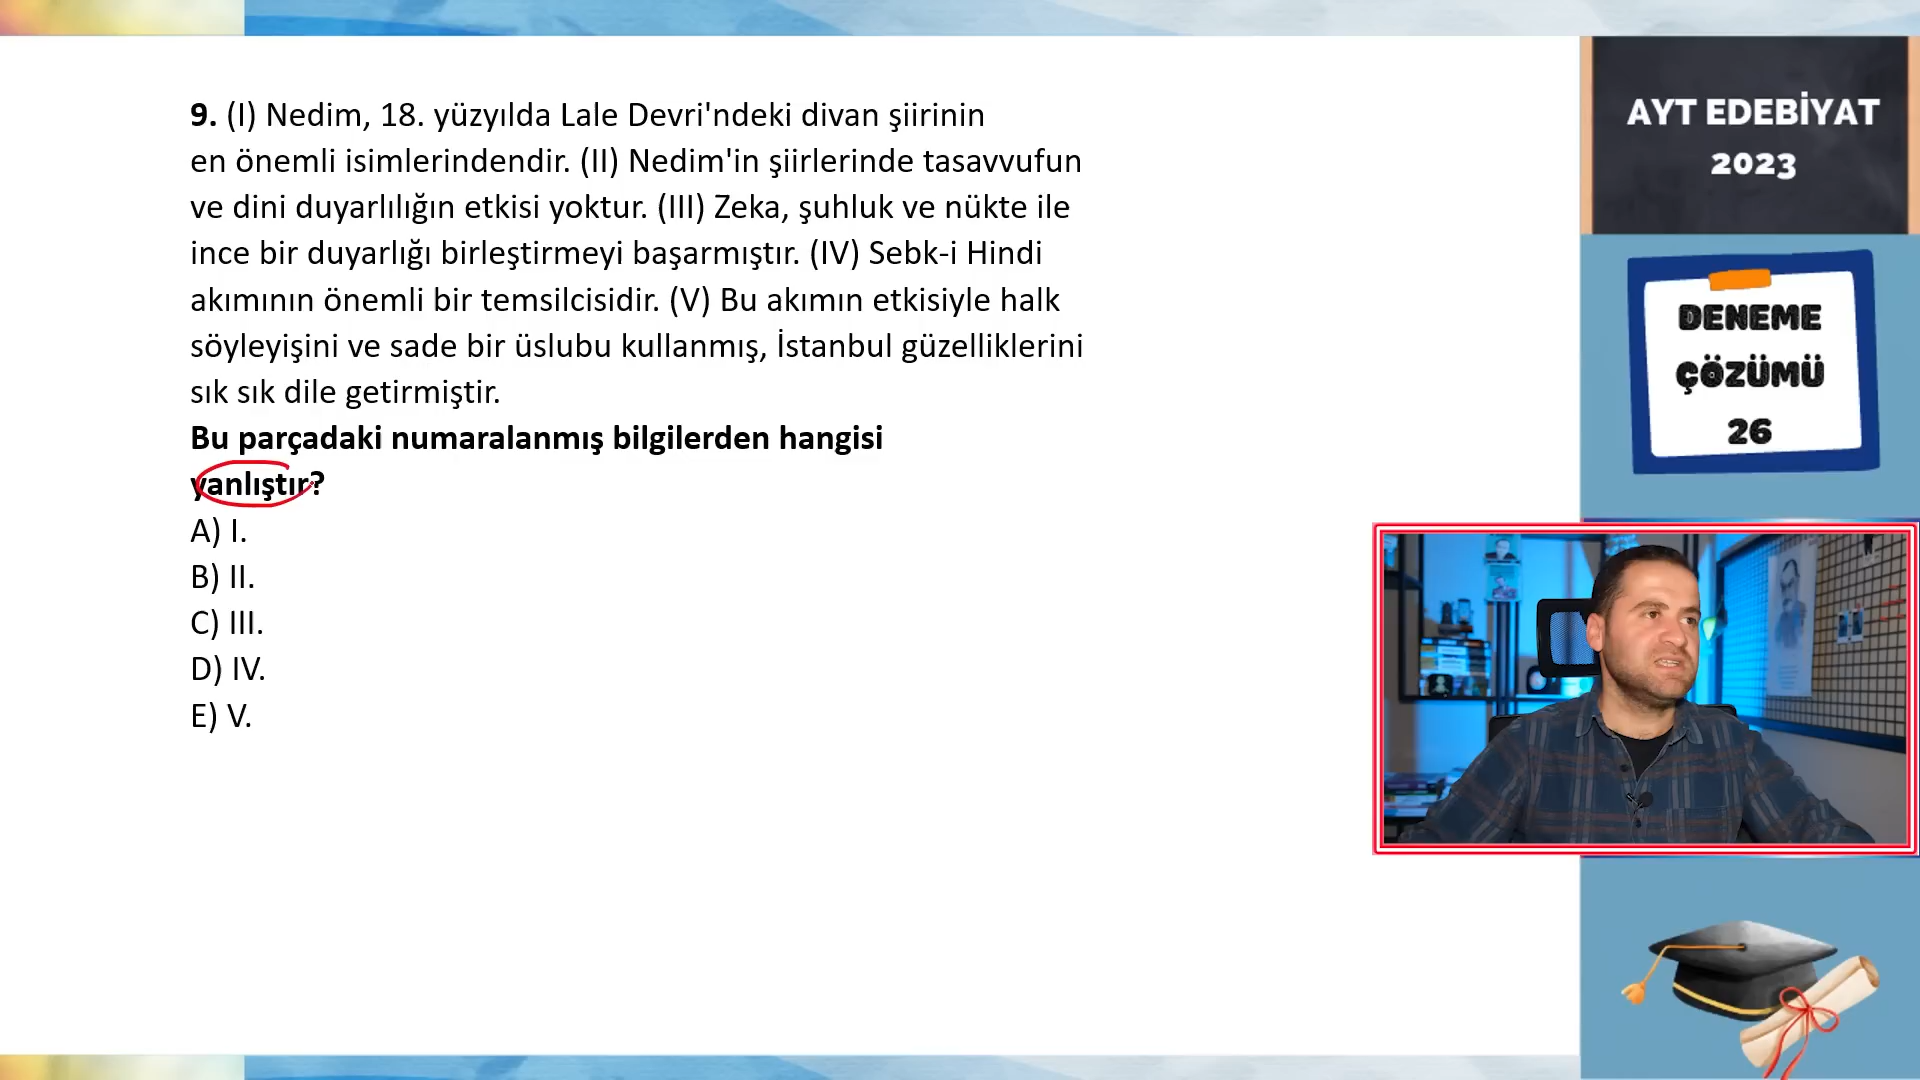 9. (I) Nedim, 18. yüzyılda Lale Devri'ndeki divan şiirinin
en önemli isimlerindendir. (II) Nedim'in şiirlerinde tasavvufun
ve dini duyarlılığın etkisi yoktur. (III) Zeka, şuhluk ve nükte ile
ince bir duyarlığı birleştirmeyi başarmıştır. (IV) Sebk-i Hindi
akımının önemli bir temsilcisidir. (V) Bu akımın etkisiyle halk
söyleyişini ve sade bir üslubu kullanmış, İstanbul güzelliklerini
sık sık dile getirmiştir.
Bu parçadaki numaralanmış bilgilerden hangisi
yanlıştır?
A) I.
B) II.
C) III.
D) IV.
E) V.
AYT EDEBİYAT
2023
DENEME
ÇÖZÜMÜ
26